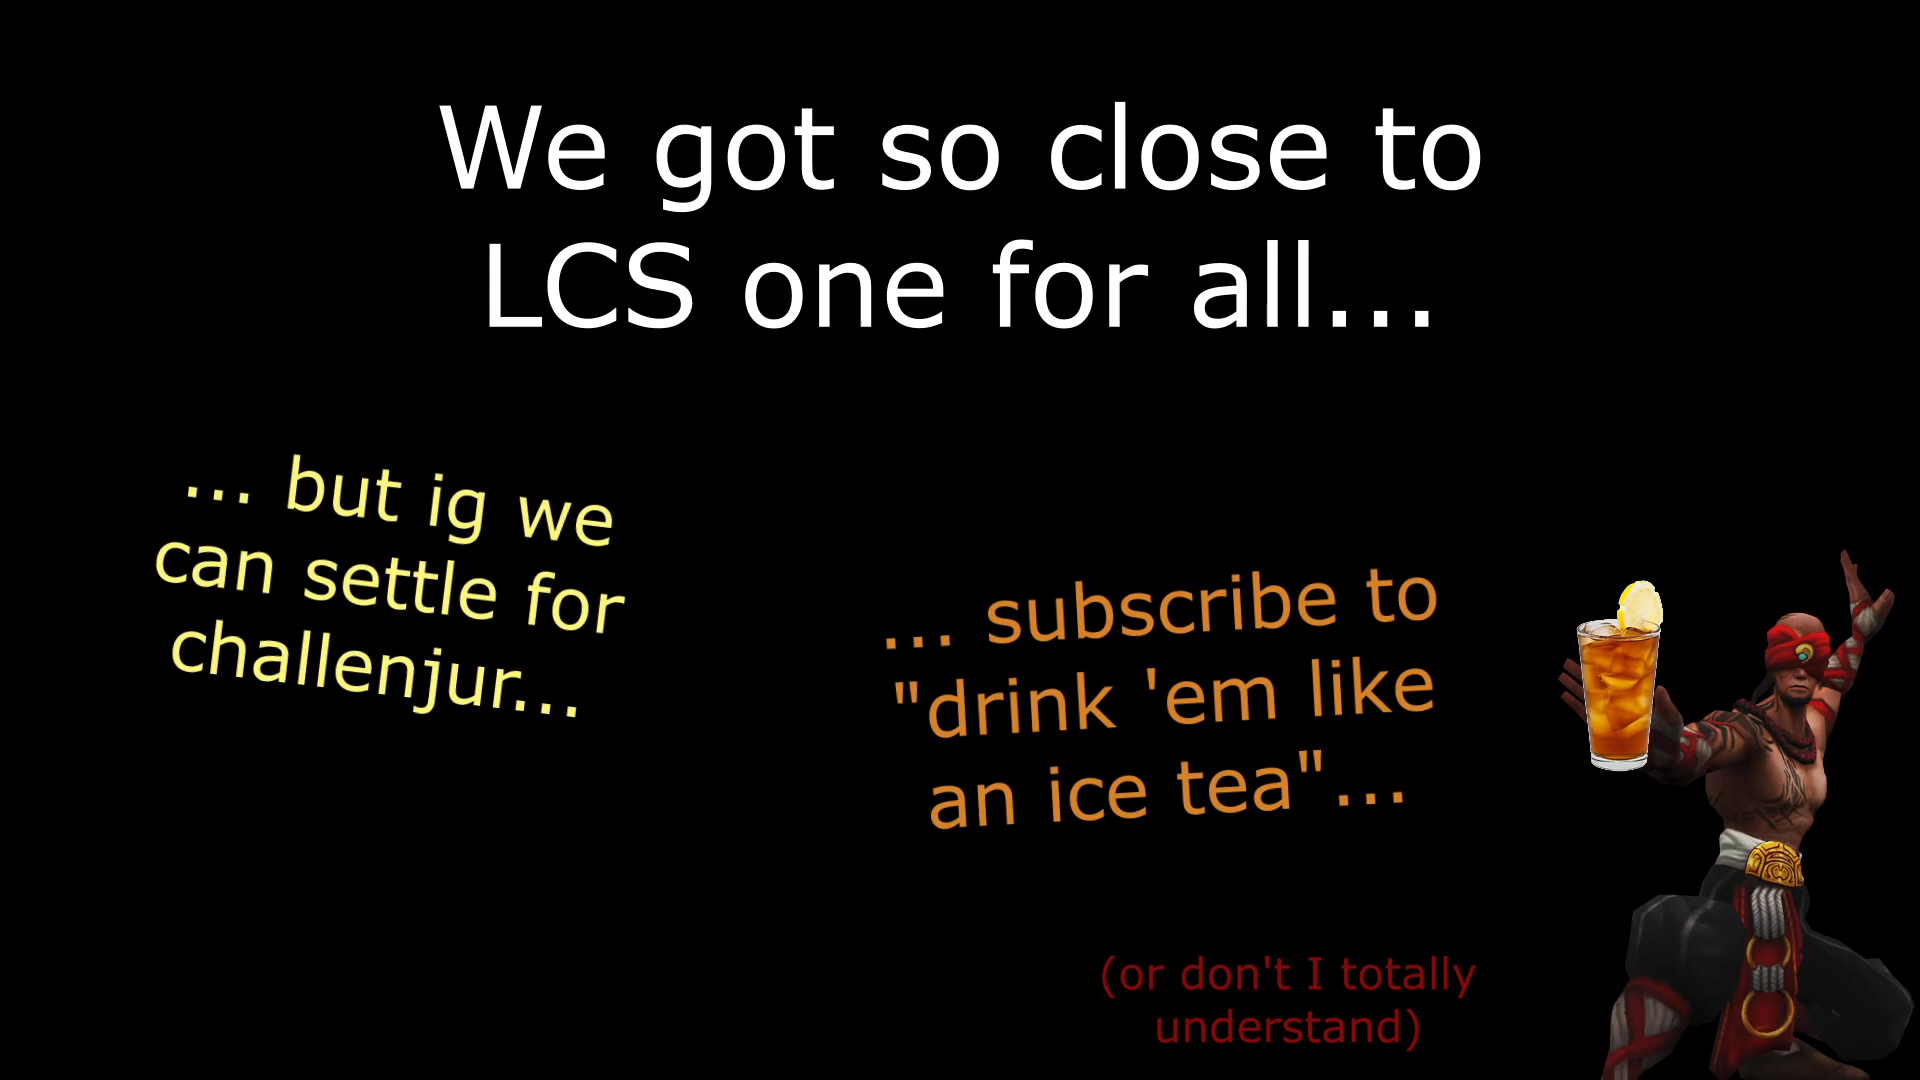 We got so close to
LCS one for all...
... but ig we
can settle for
challenjur...
... subscribe to
"drink 'em like
an ice tea"...
(or don't I totally
understand)